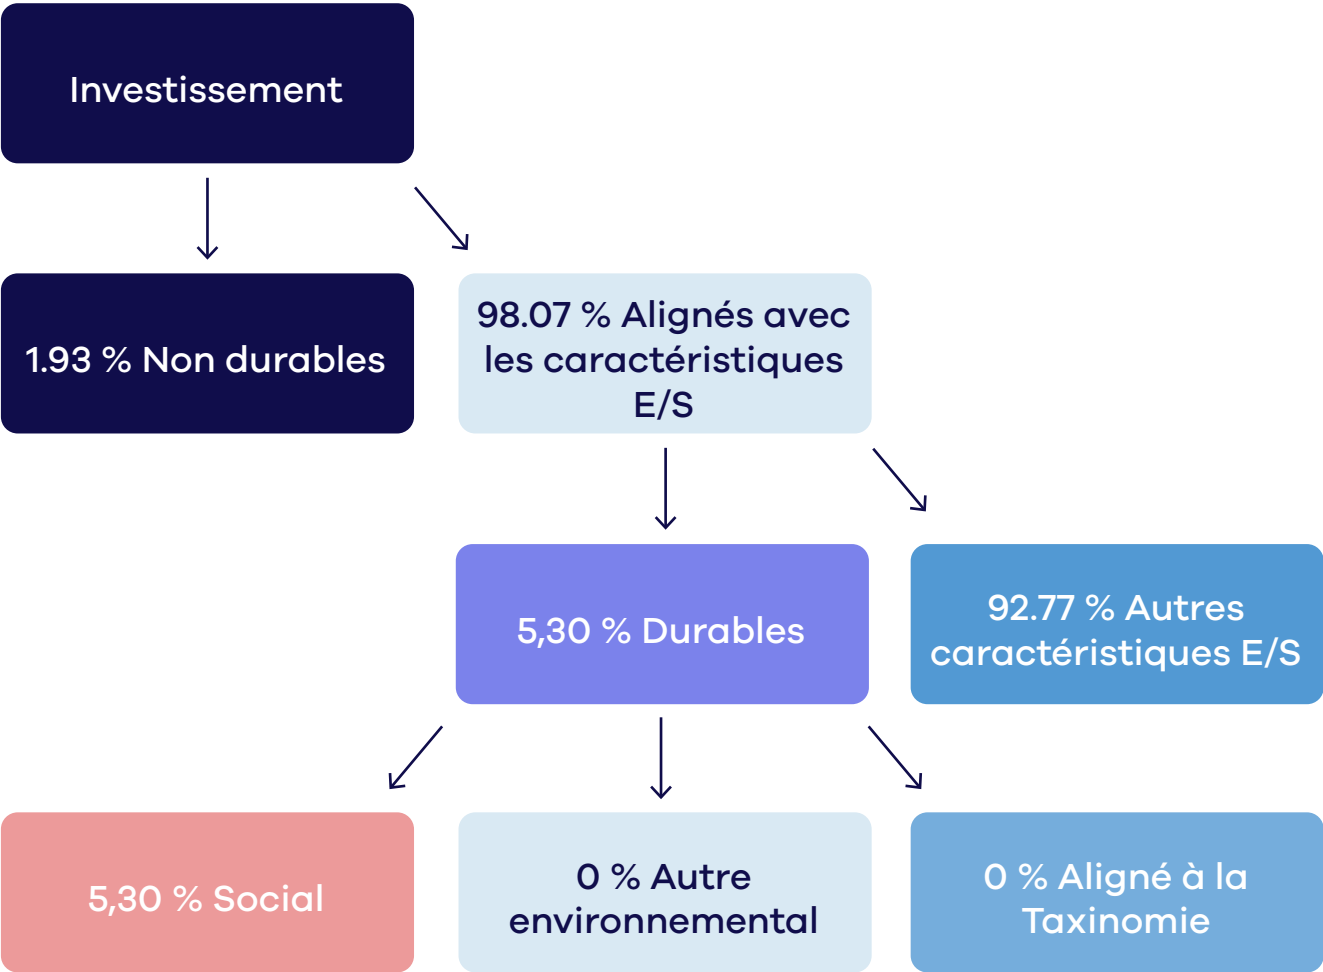 Investissement
1.93 % Non durables
98.07 % Alignés avec
les caractéristiques
E/S
5,30 % Durables
92.77 % Autres
caractéristiques E/S
5,30 % Social
0 % Autre
environnemental
0 % Aligné à la
Taxinomie